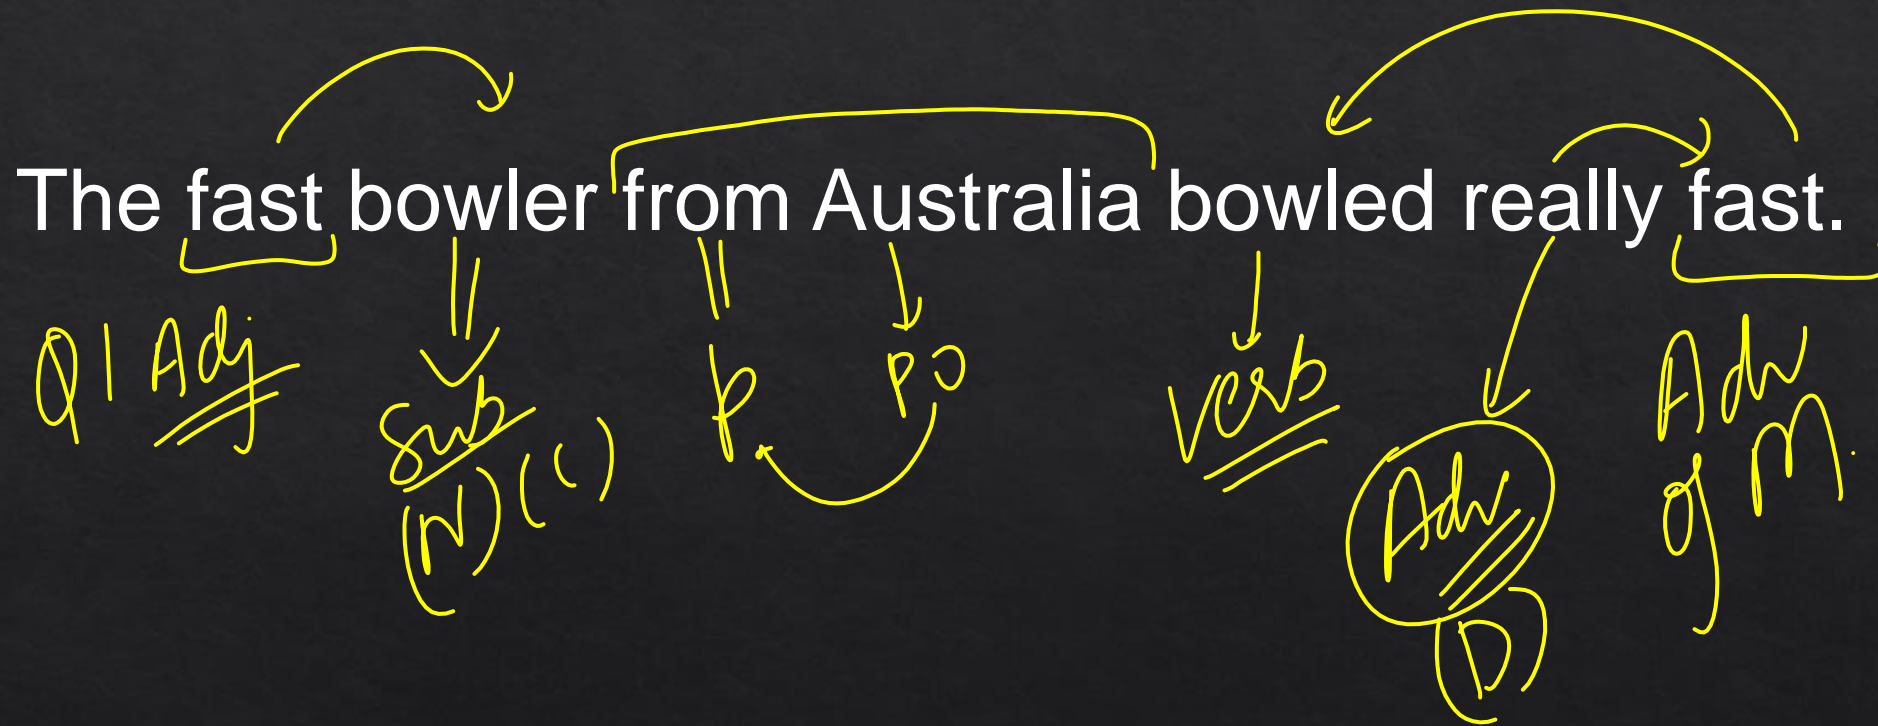 The fast bowler from Australia bowled really fast.
Q1 Adj
Sub
(N) (C)
P
PO
Verb
Adv
(D)
Adv
of M.